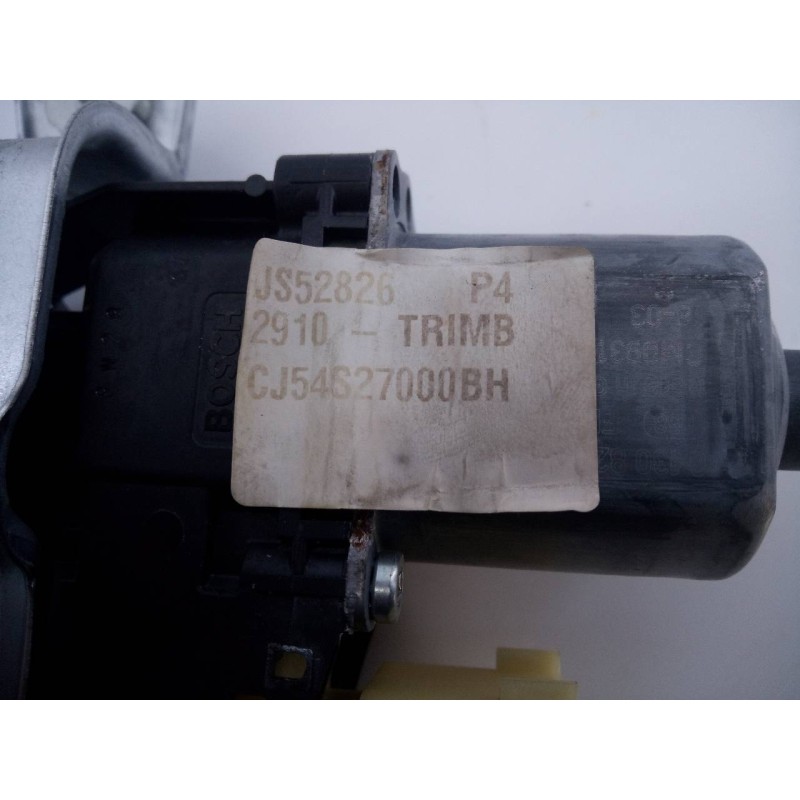 JS52826 P4
2910 - TRIMB
CJ54S27000BH
BOSCH